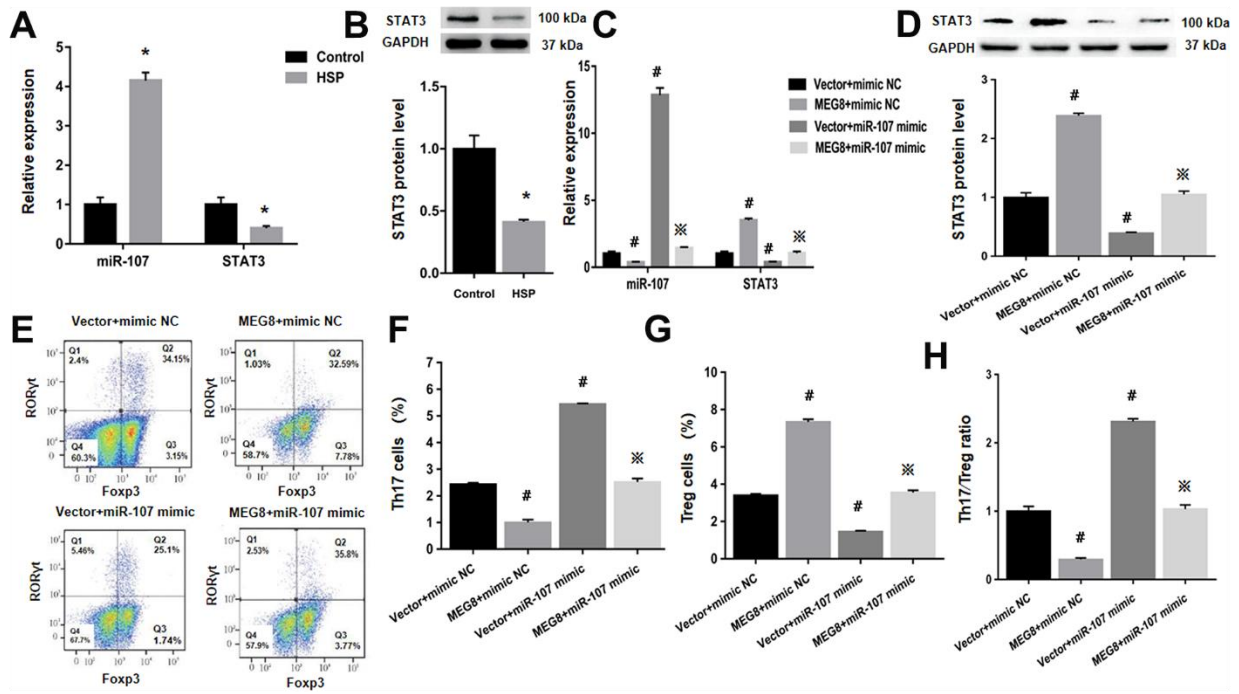 A
Relative expression
5
4
3
2
1
0
*
*
Control
HSP
miR-107
STAT3
B
STAT3
100 kDa
GAPDH
37 kDa
STAT3 protein level
1.5
1.0
0.5
0.0
*
Control
HSP
C
Relative expression
15
10
5
0
#
#
※
#
#
※
miR-107
STAT3
Vector+mimic NC
MEG8+mimic NC
Vector+miR-107 mimic
MEG8+miR-107 mimic
D
STAT3
100 kDa
GAPDH
37 kDa
STAT3 protein level
3
2
1
0
#
#
※
Vector+mimic NC
MEG8+mimic NC
Vector+miR-107 mimic
MEG8+miR-107 mimic
E
Vector+mimic NC
Q1
2.4%
Q2
34.15%
Q4
60.3%
Q3
3.15%
RORγt
Foxp3
MEG8+mimic NC
Q1
1.03%
Q2
32.59%
Q4
58.7%
Q3
7.78%
RORγt
Foxp3
Vector+miR-107 mimic
Q1
5.46%
Q2
25.1%
Q4
67.7%
Q3
1.74%
RORγt
Foxp3
MEG8+miR-107 mimic
Q1
2.53%
Q2
35.8%
Q4
57.9%
Q3
3.77%
RORγt
Foxp3
F
Th17 cells (%)
7
6
5
4
3
2
1
0
#
#
※
Vector+mimic NC
MEG8+mimic NC
Vector+miR-107 mimic
MEG8+miR-107 mimic
G
Treg cells (%)
10
8
6
4
2
0
#
#
※
Vector+mimic NC
MEG8+mimic NC
Vector+miR-107 mimic
MEG8+miR-107 mimic
H
Th17/Treg ratio
3
2
1
0
#
#
※
Vector+mimic NC
MEG8+mimic NC
Vector+miR-107 mimic
MEG8+miR-107 mimic